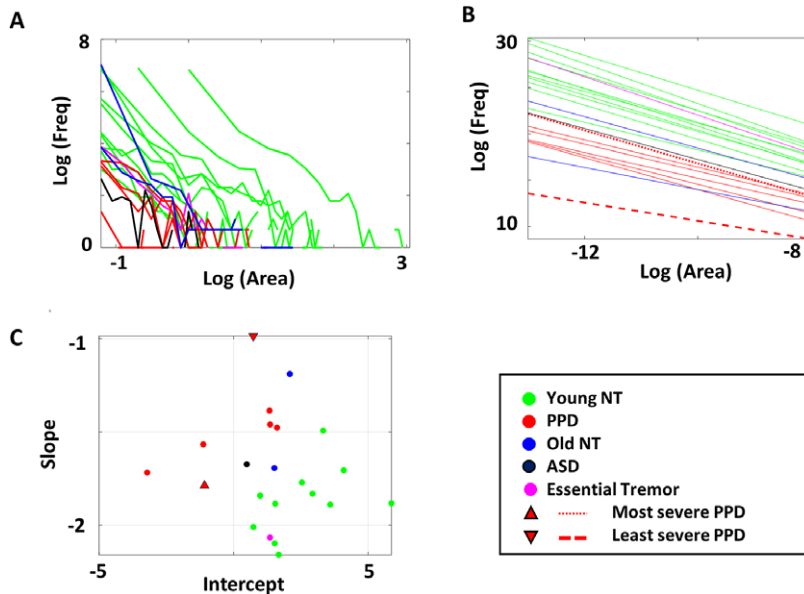 A
8
Log (Freq)
0
-1
3
Log (Area)
B
30
Log (Freq)
10
-12
-8
Log (Area)
C
-1
Slope
-2
-5
5
Intercept
Young NT
PPD
Old NT
ASD
Essential Tremor
Most severe PPD
Least severe PPD